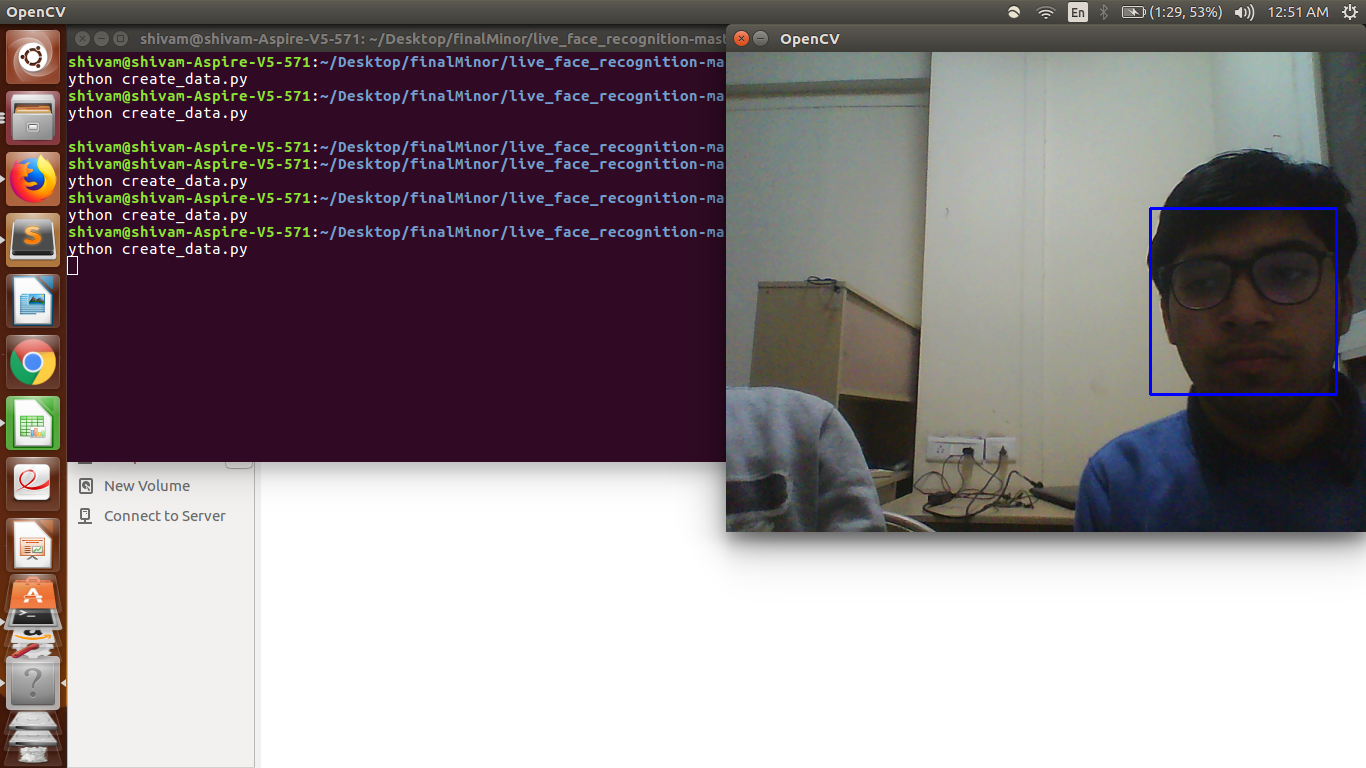 OpenCV
En
(1:29, 53%)
12:51 AM
shivam@shivam-Aspire-V5-571: ~/Desktop/finalMinor/live_face_recognition-mast
OpenCV
shivam@shivam-Aspire-V5-571:~/Desktop/finalMinor/live_face_recognition-ma
ython create_data.py
shivam@shivam-Aspire-V5-571:~/Desktop/finalMinor/live_face_recognition-ma
ython create_data.py
shivam@shivam-Aspire-V5-571:~/Desktop/finalMinor/live_face_recognition-ma
shivam@shivam-Aspire-V5-571:~/Desktop/finalMinor/live_face_recognition-ma
ython create_data.py
shivam@shivam-Aspire-V5-571:~/Desktop/finalMinor/live_face_recognition-ma
ython create_data.py
shivam@shivam-Aspire-V5-571:~/Desktop/finalMinor/live_face_recognition-ma
ython create_data.py
New Volume
Connect to Server